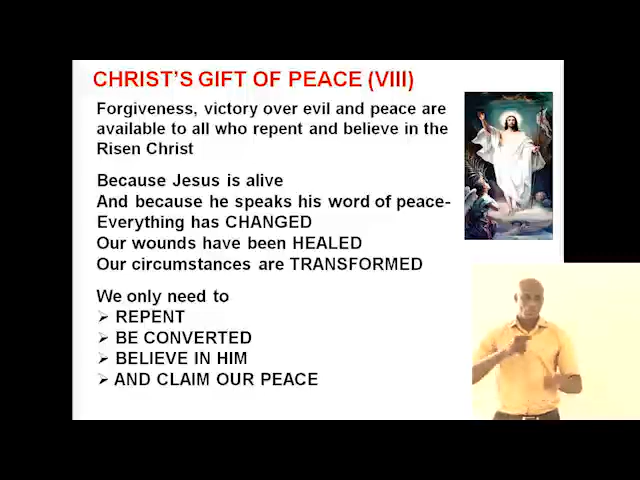 CHRIST'S GIFT OF PEACE (VIII)
Forgiveness, victory over evil and peace are
available to all who repent and believe in the
Risen Christ
Because Jesus is alive
And because he speaks his word of peace-
Everything has CHANGED
Our wounds have been HEALED
Our circumstances are TRANSFORMED
We only need to
➢ REPENT
➢ BE CONVERTED
➢ BELIEVE IN HIM
➢ AND CLAIM OUR PEACE